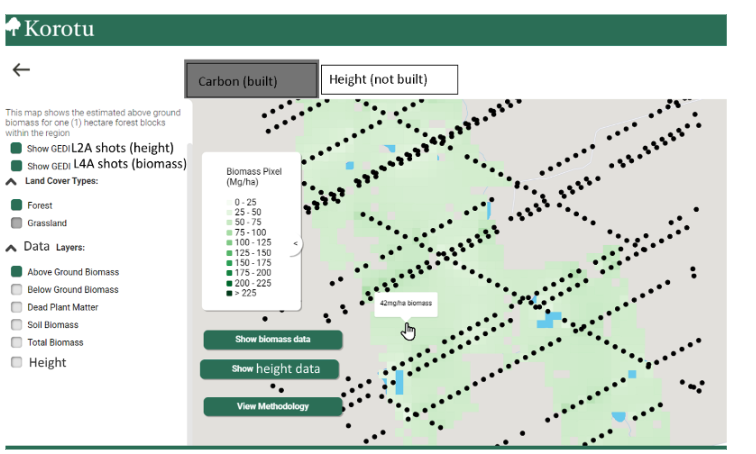 Korotu
Carbon (built)
Height (not built)
This map shows the estimated above ground
biomass for one (1) hectare forest blocks
within the region
Show GEDI L2A shots (height)
Show GEDI L4A shots (biomass)
Land Cover Types:
Forest
Grassland
Data Layers:
Above Ground Biomass
Below Ground Biomass
Dead Plant Matter
Soil Biomass
Total Biomass
Height
Biomass Pixel
(Mg/ha)
0 - 25
25 - 50
50 - 75
75 - 100
100 - 125
125 - 150
150 - 175
175 - 200
200 - 225
> 225
<
42mg/ha biomass
Show biomass data
Show height data
View Methodology